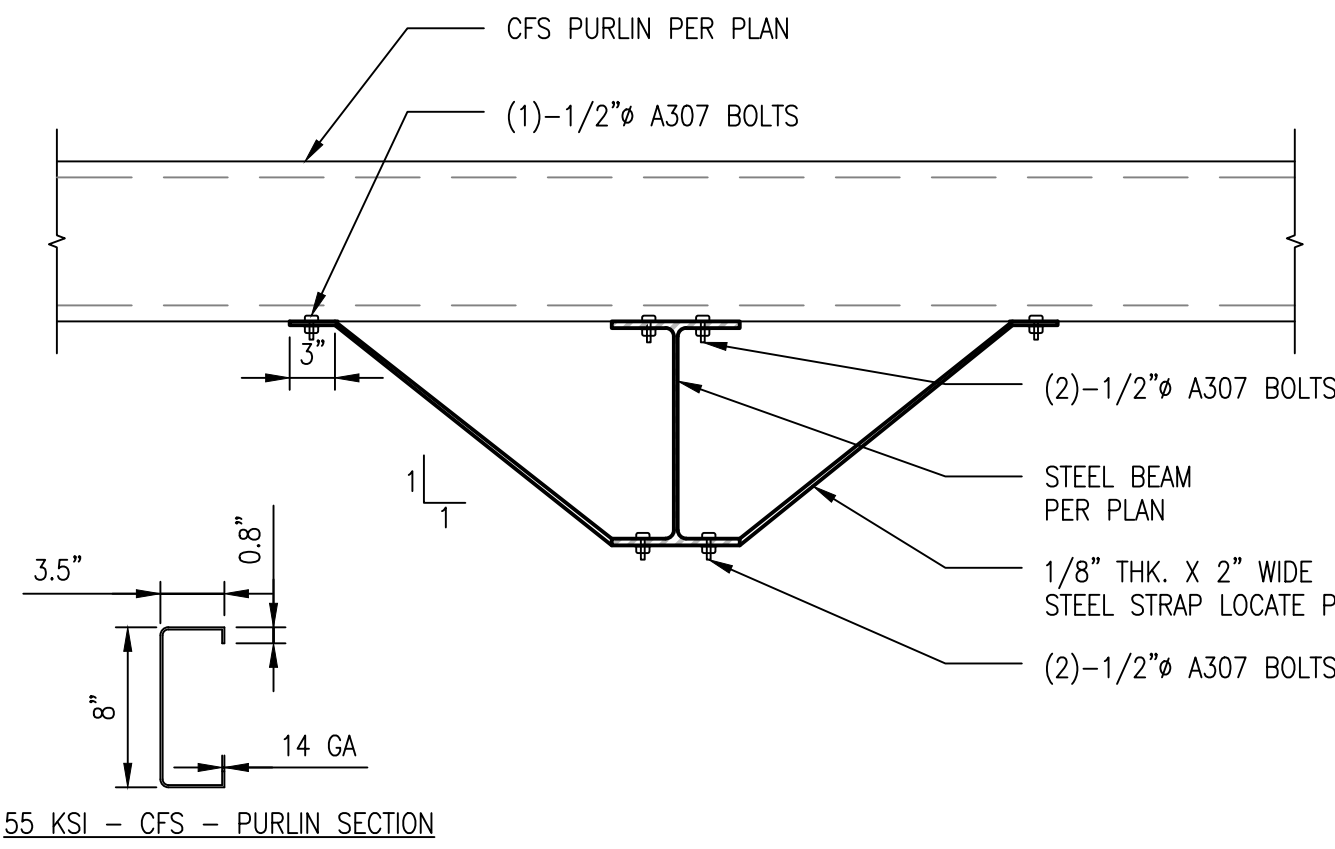 CFS PURLIN PER PLAN
(1)-1/2"ø A307 BOLTS
3"
(2)-1/2"ø A307 BOLTS
STEEL BEAM
PER PLAN
1
1
1/8" THK. X 2" WIDE
STEEL STRAP LOCATE P
(2)-1/2"ø A307 BOLTS
3.5"
0.8"
8"
14 GA
55 KSI - CFS - PURLIN SECTION